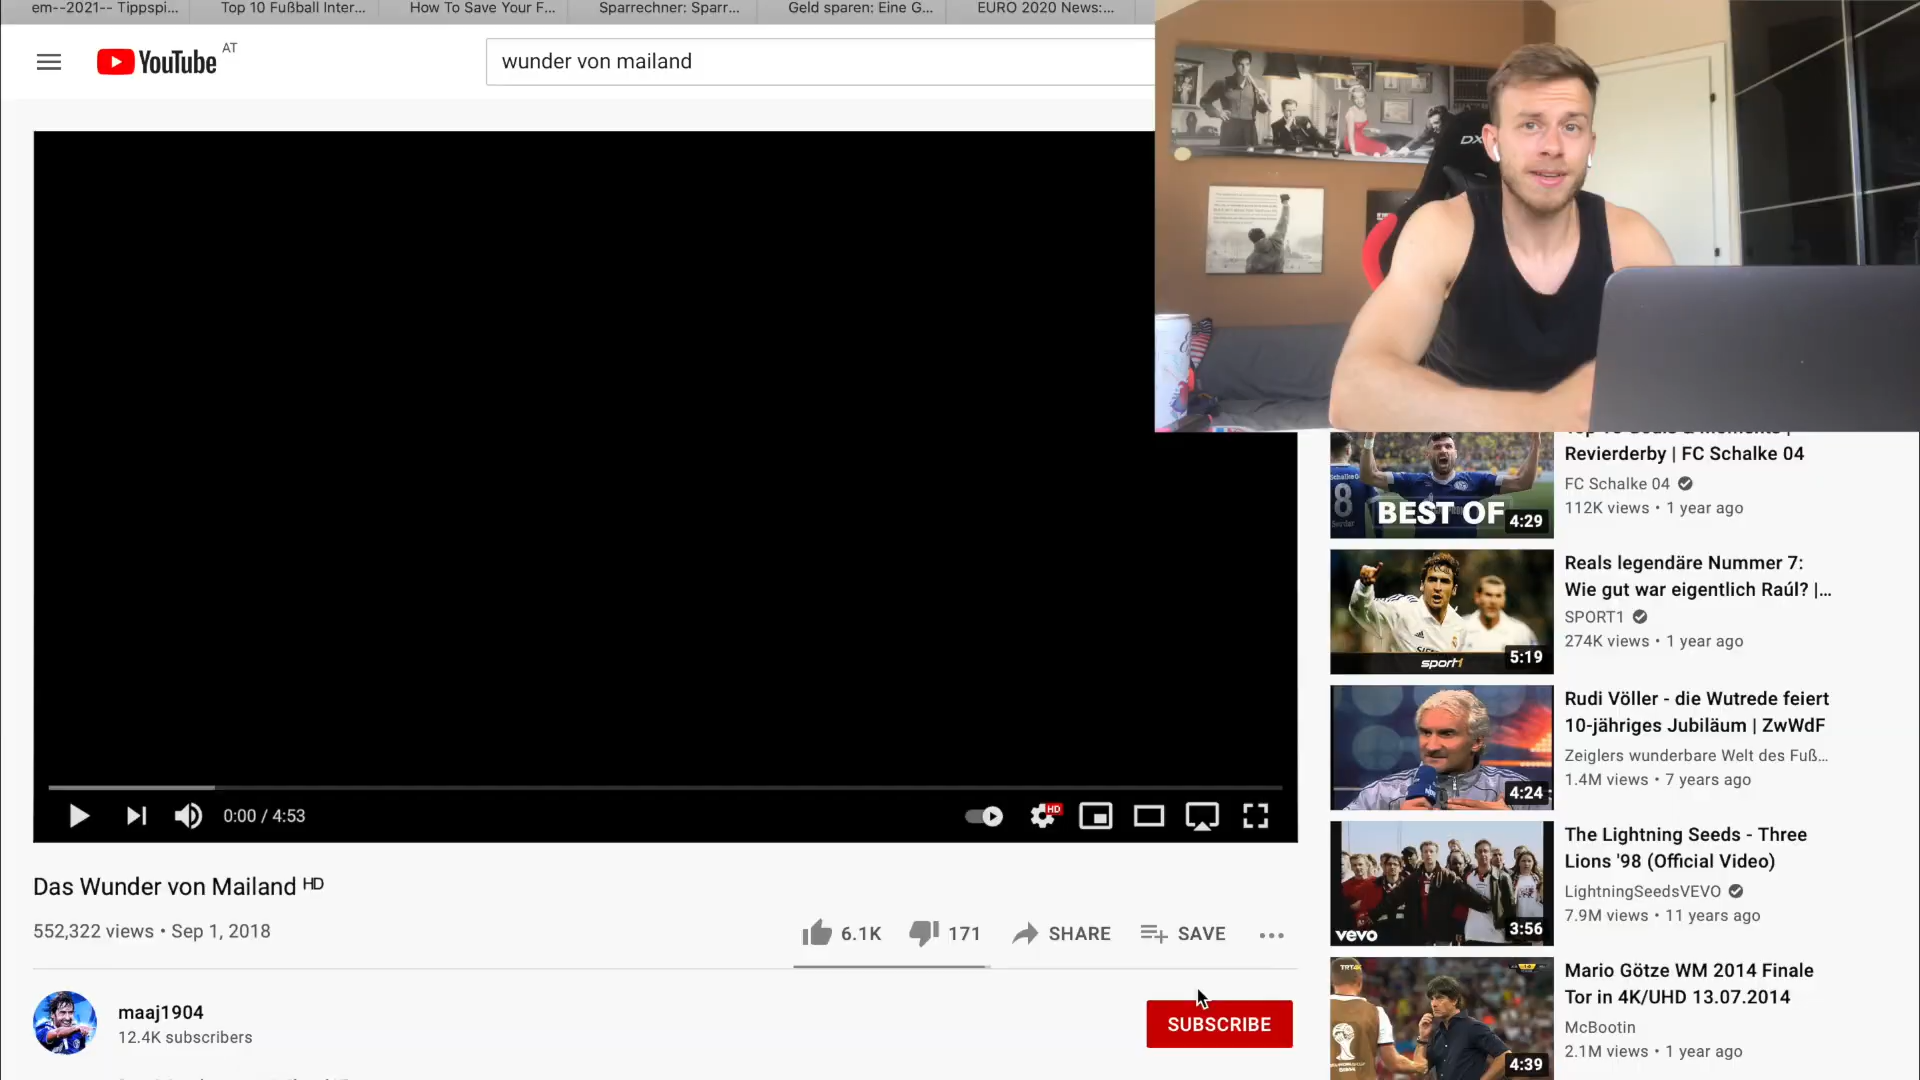 em--2021-- Tippspi...
Top 10 Fußball Inter...
How To Save Your F...
Sparrechner: Sparr...
Geld sparen: Eine G...
EURO 2020 News:...
YouTube AT
wunder von mailand
DX
Revierderby | FC Schalke 04
FC Schalke 04
112K views • 1 year ago
8
BEST OF
4:29
Reals legendäre Nummer 7:
Wie gut war eigentlich Raúl? |...
SPORT1
274K views • 1 year ago
sport1
5:19
Rudi Völler - die Wutrede feiert
10-jähriges Jubiläum | ZwWdF
Zeiglers wunderbare Welt des Fuß...
1.4M views • 7 years ago
4:24
The Lightning Seeds - Three
Lions '98 (Official Video)
LightningSeedsVEVO
7.9M views • 11 years ago
vevo
3:56
Mario Götze WM 2014 Finale
Tor in 4K/UHD 13.07.2014
McBootin
2.1M views • 1 year ago
4:39
0:00 / 4:53
HD
Das Wunder von Mailand ᴴᴰ
552,322 views • Sep 1, 2018
6.1K
171
SHARE
SAVE
maaj1904
12.4K subscribers
SUBSCRIBE